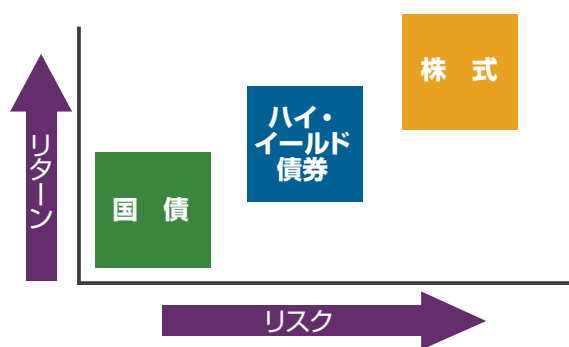 株 式
ハイ・
イールド
債券
国 債
リターン
リスク